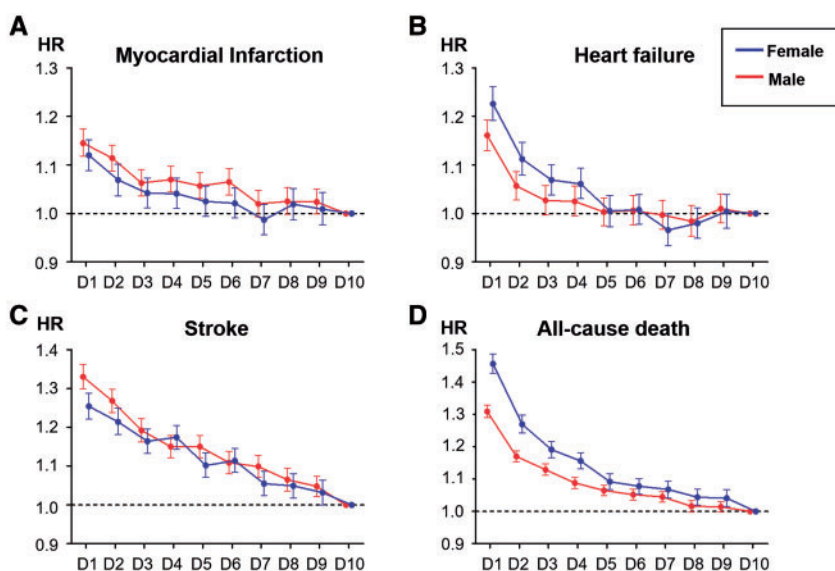 A
HR
Myocardial Infarction
1.3
1.2
1.1
1.0
0.9
D1 D2 D3 D4 D5 D6 D7 D8 D9 D10
B
HR
Heart failure
1.3
1.2
1.1
1.0
0.9
D1 D2 D3 D4 D5 D6 D7 D8 D9 D10
Female
Male
C
HR
Stroke
1.4
1.3
1.2
1.1
1.0
0.9
D1 D2 D3 D4 D5 D6 D7 D8 D9 D10
D
HR
All-cause death
1.5
1.4
1.3
1.2
1.1
1.0
0.9
D1 D2 D3 D4 D5 D6 D7 D8 D9 D10